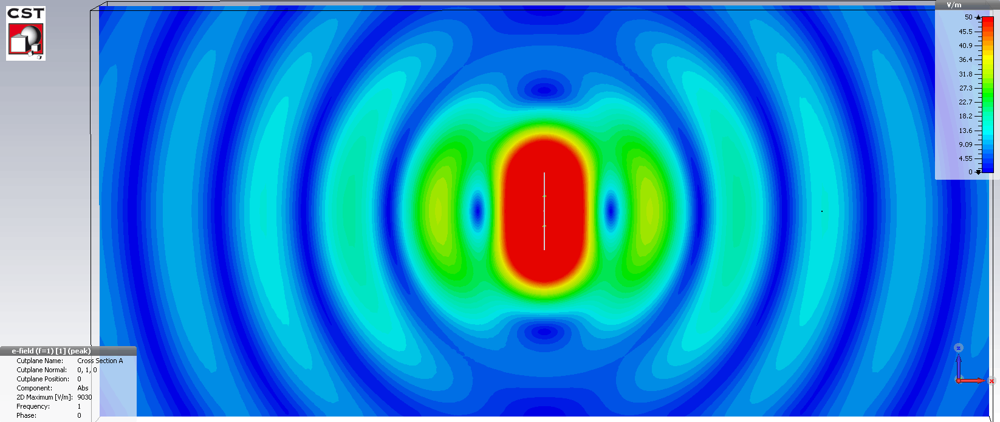 CST
V/m
50
45.5
40.9
36.4
31.8
27.3
22.7
18.2
13.6
9.09
4.55
0
e-field (f=1) [1] (peak)
Cutplane Name: Cross Section A
Cutplane Normal: 0, 1, 0
Cutplane Position: 0
Component: Abs
2D Maximum [V/m]: 9030
Frequency: 1
Phase: 0
z
x